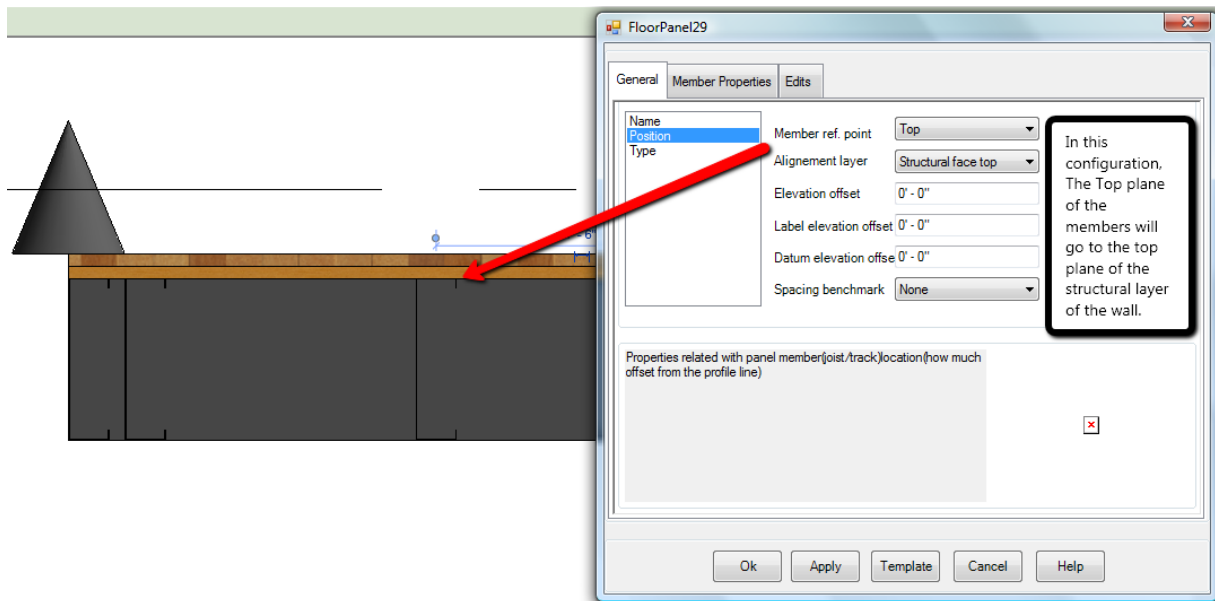 FloorPanel29
General Member Properties Edits
Name
Position
Type
Member ref. point Top
Alignement layer Structural face top
Elevation offset 0' - 0"
Label elevation offset 0' - 0"
Datum elevation offse 0' - 0"
Spacing benchmark None
In this
configuration,
The Top plane
of the
members will
go to the top
plane of the
structural layer
of the wall.
Properties related with panel member(joist/track)location(how much
offset from the profile line)
Ok Apply Template Cancel Help